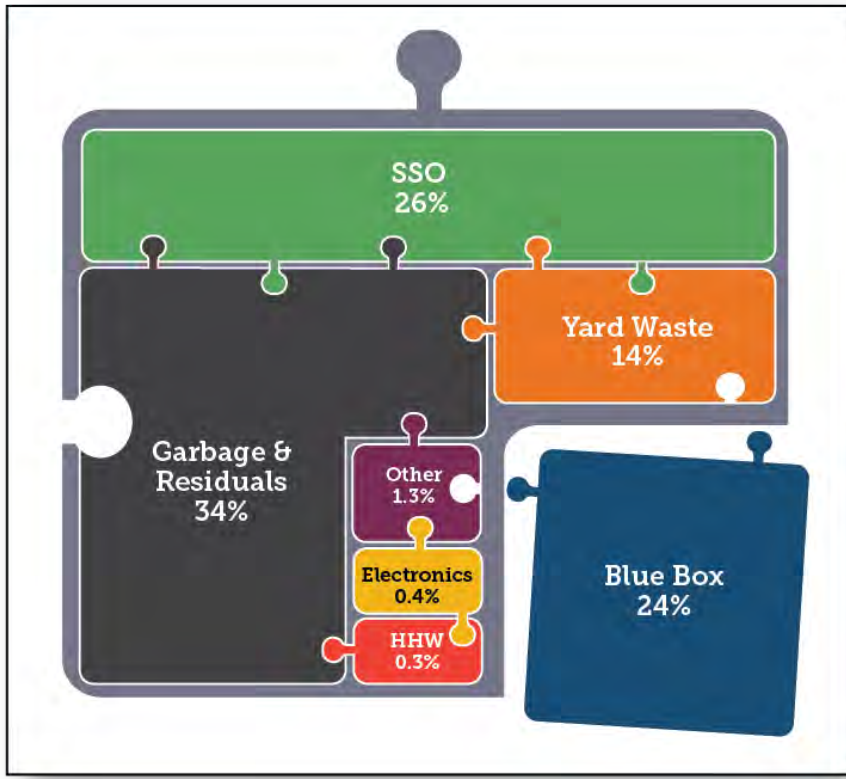 SSO
26%
Yard Waste
14%
Garbage &
Residuals
34%
Other
1.3%
Electronics
0.4%
HHW
0.3%
Blue Box
24%